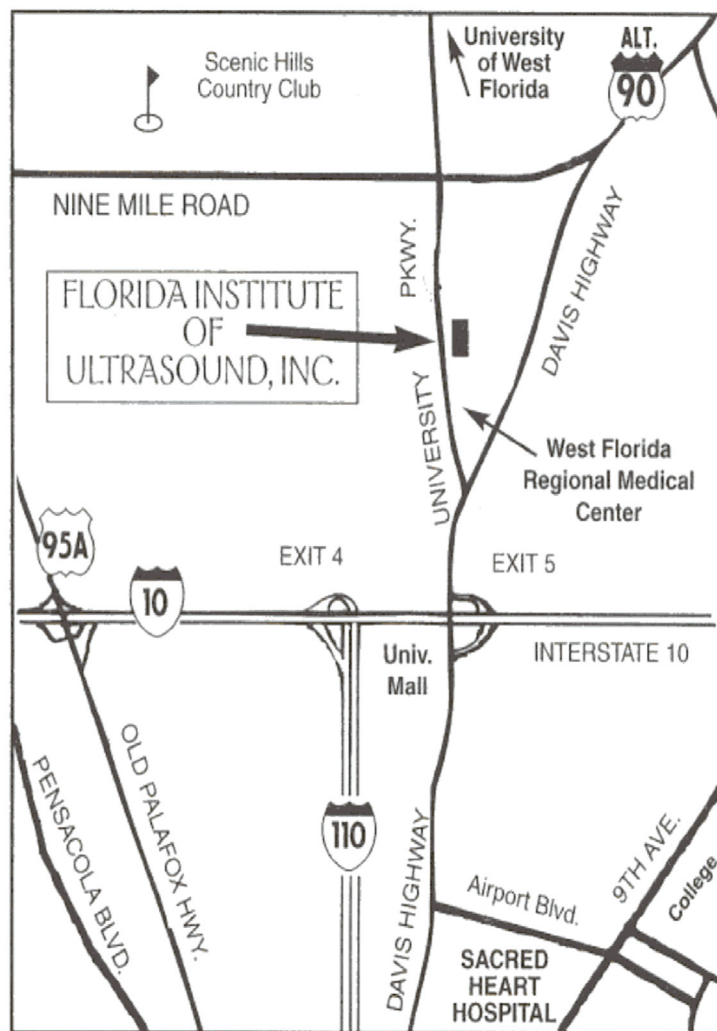 Scenic Hills
Country Club
University
of West
Florida
ALT.
90
NINE MILE ROAD
UNIVERSITY PKWY.
DAVIS HIGHWAY
FLORIDA INSTITUTE
OF
ULTRASOUND, INC.
West Florida
Regional Medical
Center
95A
10
EXIT 4
EXIT 5
Univ.
Mall
INTERSTATE 10
PENSACOLA BLVD.
OLD PALAFOX HWY.
110
DAVIS HIGHWAY
Airport Blvd.
9TH AVE.
College
SACRED
HEART
HOSPITAL